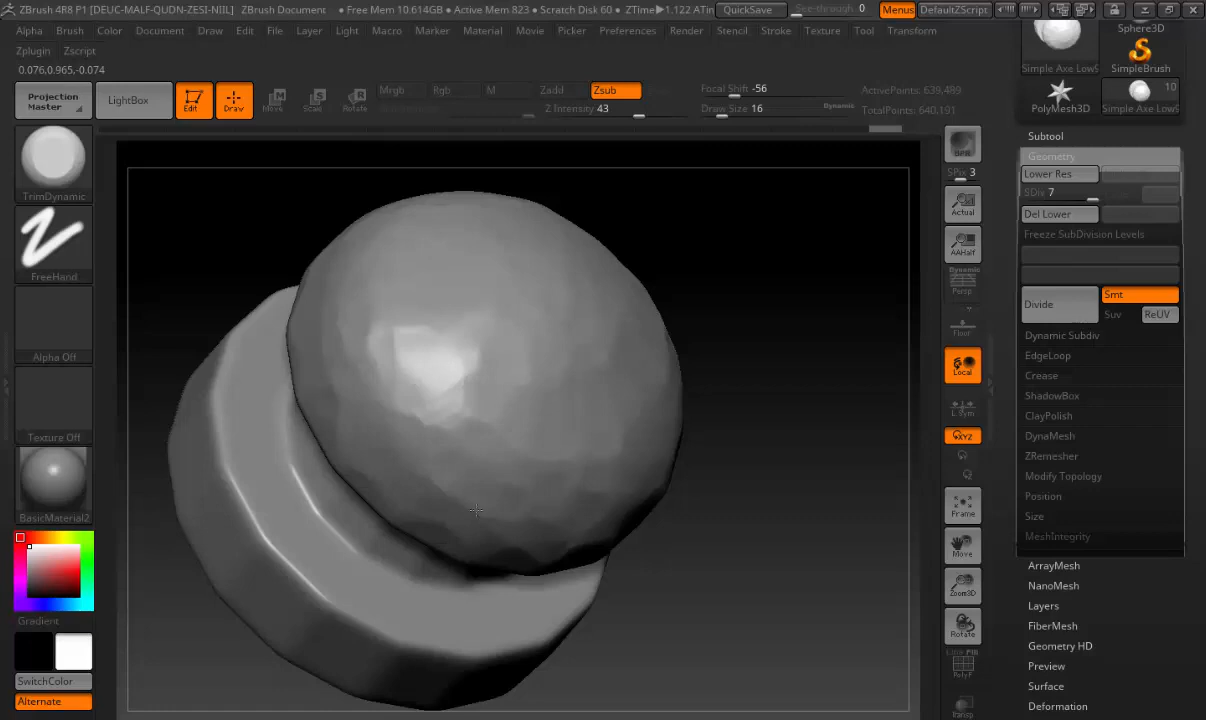 ZBrush 4R8 P1 [DEUC-MALF-QUDN-ZESI-NIIL] ZBrush Document ● Free Mem 10.614GB ● Active Mem 823 ● Scratch Disk 60 ● ZTime▶1.122 ATin QuickSave See-through 0 Menus DefaultZScript
Alpha Brush Color Document Draw Edit File Layer Light Macro Marker Material Movie Picker Preferences Render Stencil Stroke Texture Tool Transform
Zplugin Zscript
0.076,0.965,-0.074
Projection Master
LightBox
Edit
Draw
Move
Scale
Rotate
Mrgb Rgb M Zadd Zsub
Z Intensity 43
Focal Shift -56
Draw Size 16 Dynamic
ActivePoints: 639,489
TotalPoints: 640,191
TrimDynamic
FreeHand
Alpha Off
Texture Off
BasicMaterial2
Gradient
SwitchColor
Alternate
BPR
SPix 3
Actual
AAHalf
Dynamic
Persp
Floor
Local
L.Sym
XYZ
Frame
Move
Zoom3D
Rotate
Line Fill
PolyF
Transp
Sphere3D
Simple Axe LowS
SimpleBrush
10
PolyMesh3D
Simple Axe LowS
Subtool
Geometry
Lower Res
SDiv 7
Del Lower
Freeze SubDivision Levels
Divide
Smt
Suv
ReUV
Dynamic Subdiv
EdgeLoop
Crease
ShadowBox
ClayPolish
DynaMesh
ZRemesher
Modify Topology
Position
Size
MeshIntegrity
ArrayMesh
NanoMesh
Layers
FiberMesh
Geometry HD
Preview
Surface
Deformation